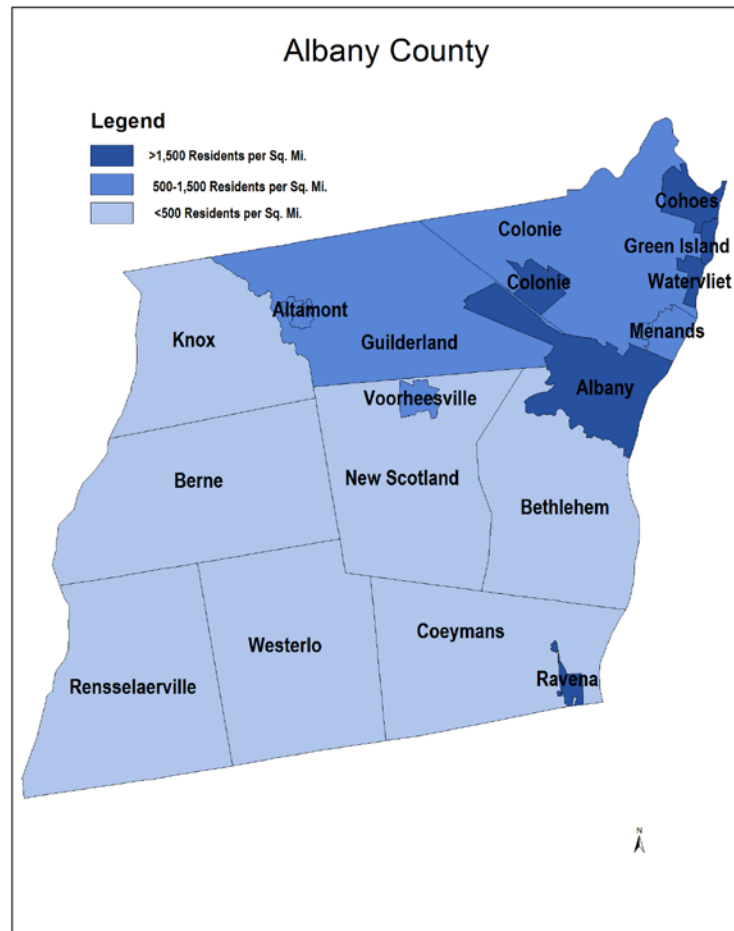 Albany County
Legend
>1,500 Residents per Sq. Mi.
500-1,500 Residents per Sq. Mi.
<500 Residents per Sq. Mi.
Cohoes
Colonie
Green Island
Colonie
Watervliet
Altamont
Menands
Knox
Guilderland
Albany
Voorheesville
Berne
New Scotland
Bethlehem
Coeymans
Westerlo
Ravena
Rensselaerville
N